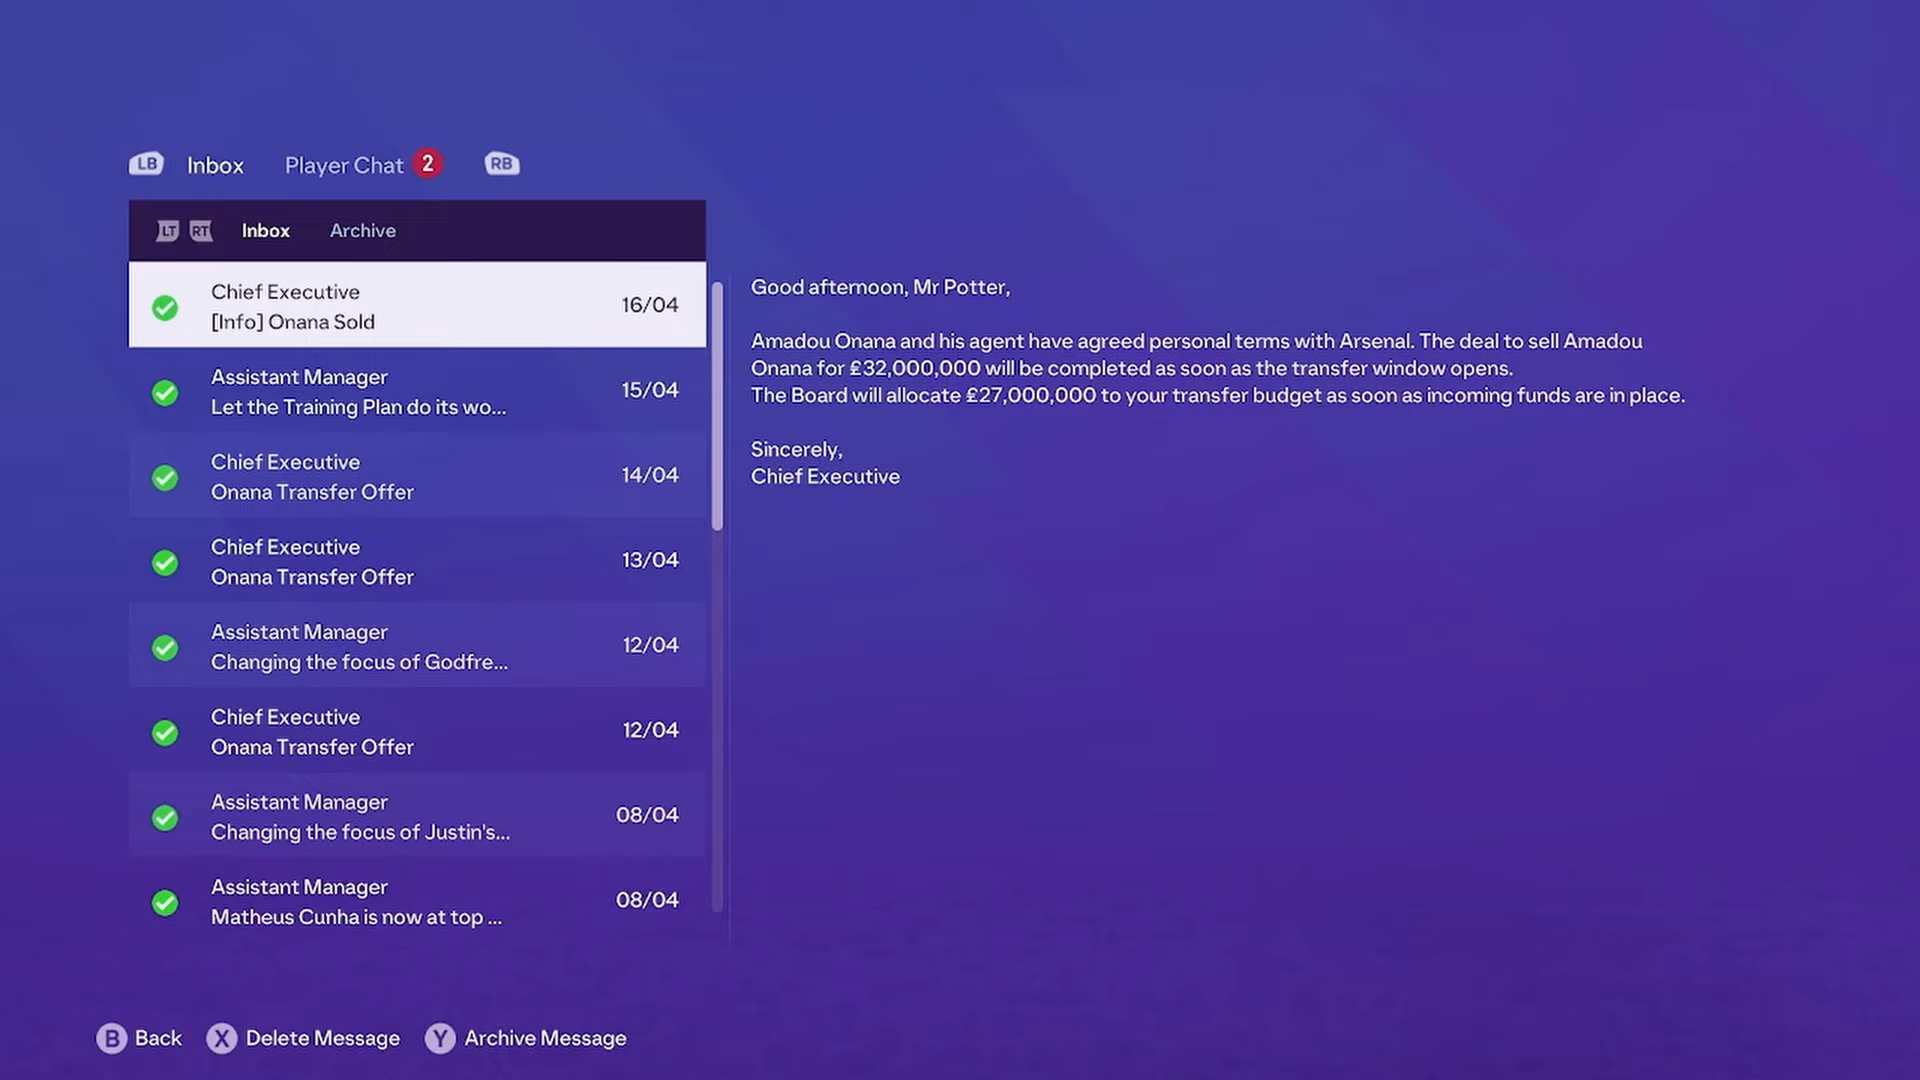 LB Inbox Player Chat 2 RB
LT RT Inbox Archive
Chief Executive
[Info] Onana Sold
16/04
Assistant Manager
Let the Training Plan do its wo...
15/04
Chief Executive
Onana Transfer Offer
14/04
Chief Executive
Onana Transfer Offer
13/04
Assistant Manager
Changing the focus of Godfre...
12/04
Chief Executive
Onana Transfer Offer
12/04
Assistant Manager
Changing the focus of Justin's...
08/04
Assistant Manager
Matheus Cunha is now at top ...
08/04
Good afternoon, Mr Potter,
Amadou Onana and his agent have agreed personal terms with Arsenal. The deal to sell Amadou
Onana for £32,000,000 will be completed as soon as the transfer window opens.
The Board will allocate £27,000,000 to your transfer budget as soon as incoming funds are in place.
Sincerely,
Chief Executive
B Back X Delete Message Y Archive Message